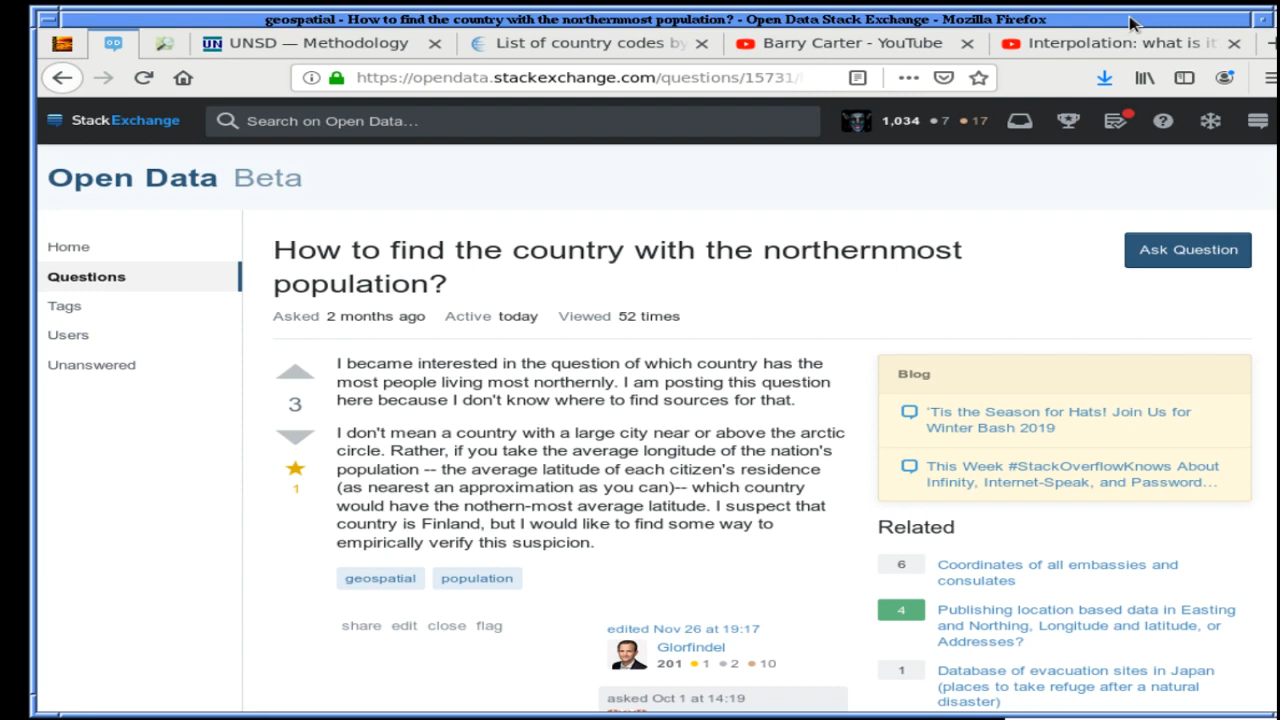 geospatial - How to find the country with the northernmost population? - Open Data Stack Exchange - Mozilla Firefox
UN UNSD — Methodology
List of country codes by
Barry Carter - YouTube
Interpolation: what is it
https://opendata.stackexchange.com/questions/15731/
StackExchange
Search on Open Data...
1,034 7 17
Open Data Beta
Home
Questions
Tags
Users
Unanswered
How to find the country with the northernmost
population?
Ask Question
Asked 2 months ago Active today Viewed 52 times
3
1
I became interested in the question of which country has the
most people living most northernly. I am posting this question
here because I don't know where to find sources for that.
I don't mean a country with a large city near or above the arctic
circle. Rather, if you take the average longitude of the nation's
population -- the average latitude of each citizen's residence
(as nearest an approximation as you can)-- which country
would have the nothern-most average latitude. I suspect that
country is Finland, but I would like to find some way to
empirically verify this suspicion.
geospatial population
share edit close flag
edited Nov 26 at 19:17
Glorfindel
201 1 2 10
asked Oct 1 at 14:19
Blog
'Tis the Season for Hats! Join Us for
Winter Bash 2019
This Week #StackOverflowKnows About
Infinity, Internet-Speak, and Password...
Related
6 Coordinates of all embassies and
consulates
4 Publishing location based data in Easting
and Northing, Longitude and latitude, or
Addresses?
1 Database of evacuation sites in Japan
(places to take refuge after a natural
disaster)